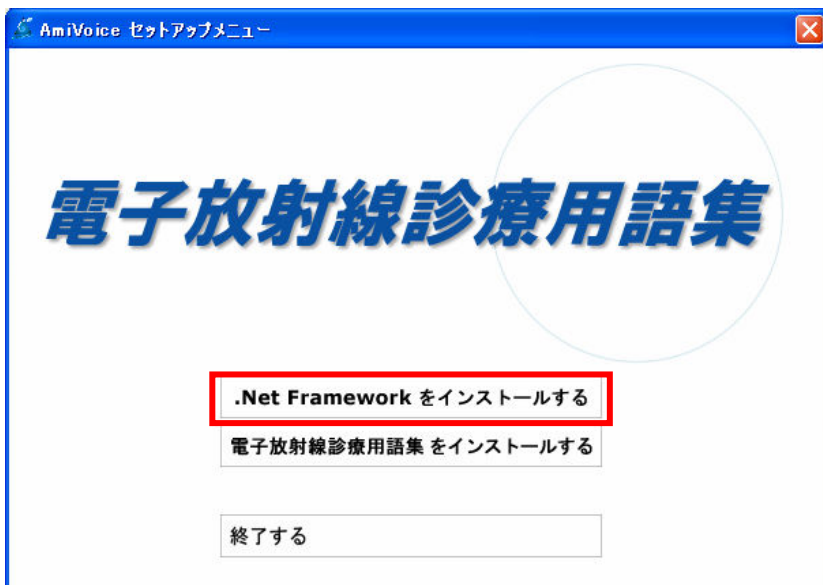 AmiVoice セットアップメニュー
電子放射線診療用語集
.Net Framework をインストールする
電子放射線診療用語集 をインストールする
終了する